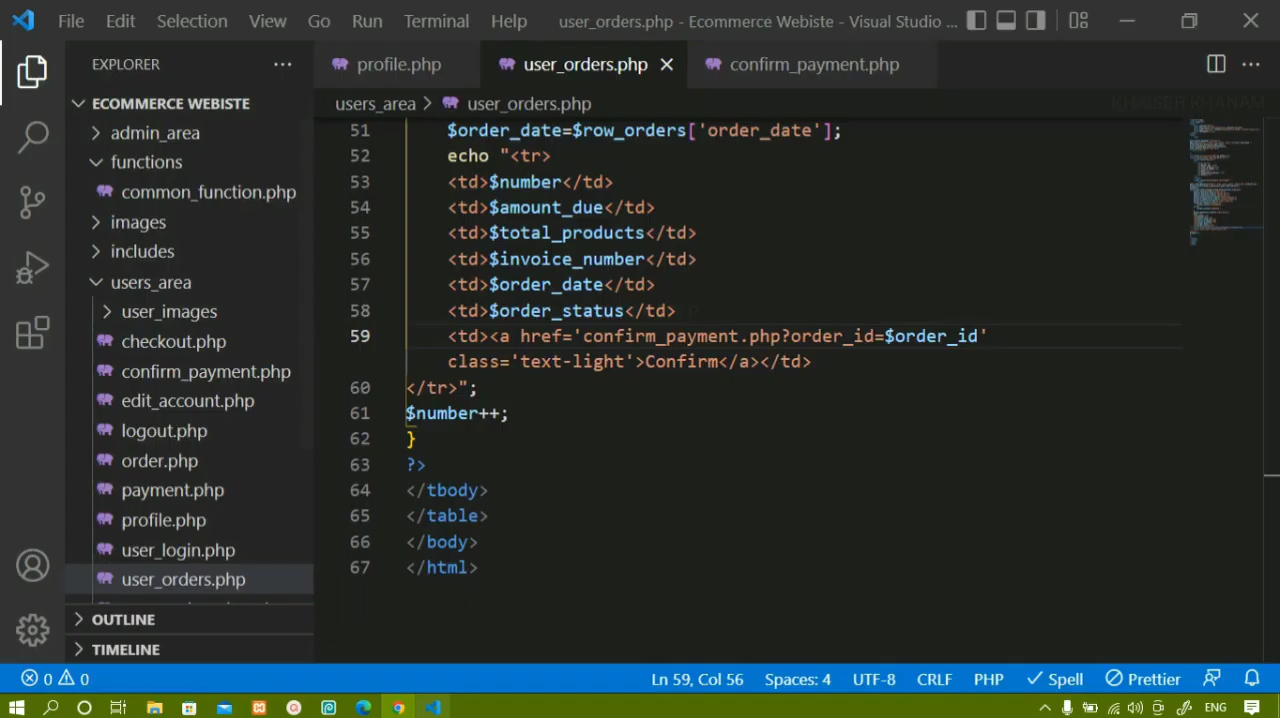 File Edit Selection View Go Run Terminal Help user_orders.php - Ecommerce Webiste - Visual Studio ...
EXPLORER
ECOMMERCE WEBISTE
admin_area
functions
common_function.php
images
includes
users_area
user_images
checkout.php
confirm_payment.php
edit_account.php
logout.php
order.php
payment.php
profile.php
user_login.php
user_orders.php
OUTLINE
TIMELINE
profile.php user_orders.php confirm_payment.php
users_area > user_orders.php
KHAISER KHANAM
51 $order_date=$row_orders['order_date'];
52 echo "<tr>
53 <td>$number</td>
54 <td>$amount_due</td>
55 <td>$total_products</td>
56 <td>$invoice_number</td>
57 <td>$order_date</td>
58 <td>$order_status</td>
59 <td><a href='confirm_payment.php?order_id=$order_id'
class='text-light'>Confirm</a></td>
60 </tr>";
61 $number++;
62 }
63 ?>
64 </tbody>
65 </table>
66 </body>
67 </html>
0 0 Ln 59, Col 56 Spaces: 4 UTF-8 CRLF PHP Spell Prettier
ENG